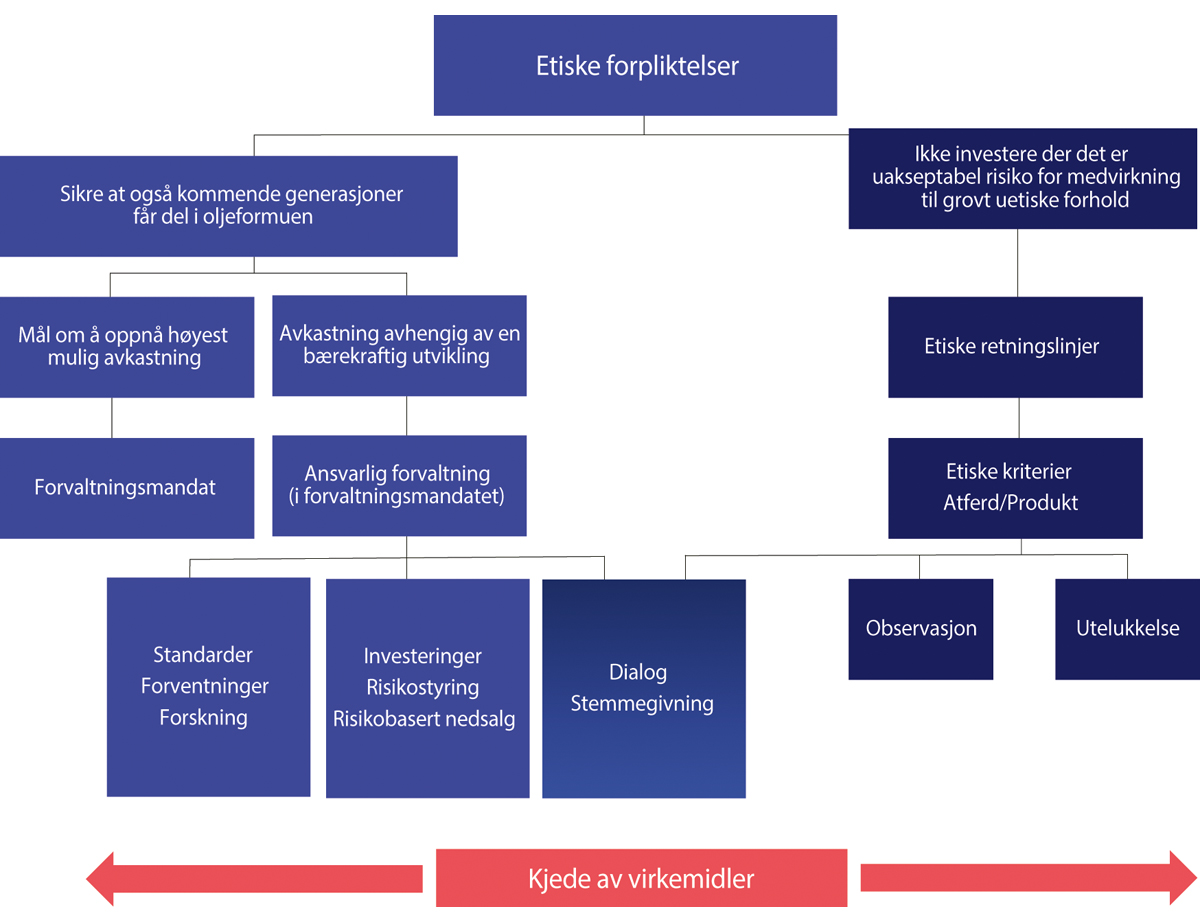 Etiske forpliktelser
Sikre at også kommende generasjoner
får del i oljeformuen
Ikke investere der det er
uakseptabel risiko for medvirkning
til grovt uetiske forhold
Mål om å oppnå høyest
mulig avkastning
Avkastning avhengig av en
bærekraftig utvikling
Etiske retningslinjer
Forvaltningsmandat
Ansvarlig forvaltning
(i forvaltningsmandatet)
Etiske kriterier
Atferd/Produkt
Standarder
Forventninger
Forskning
Investeringer
Risikostyring
Risikobasert nedsalg
Dialog
Stemmegivning
Observasjon
Utelukkelse
Kjede av virkemidler